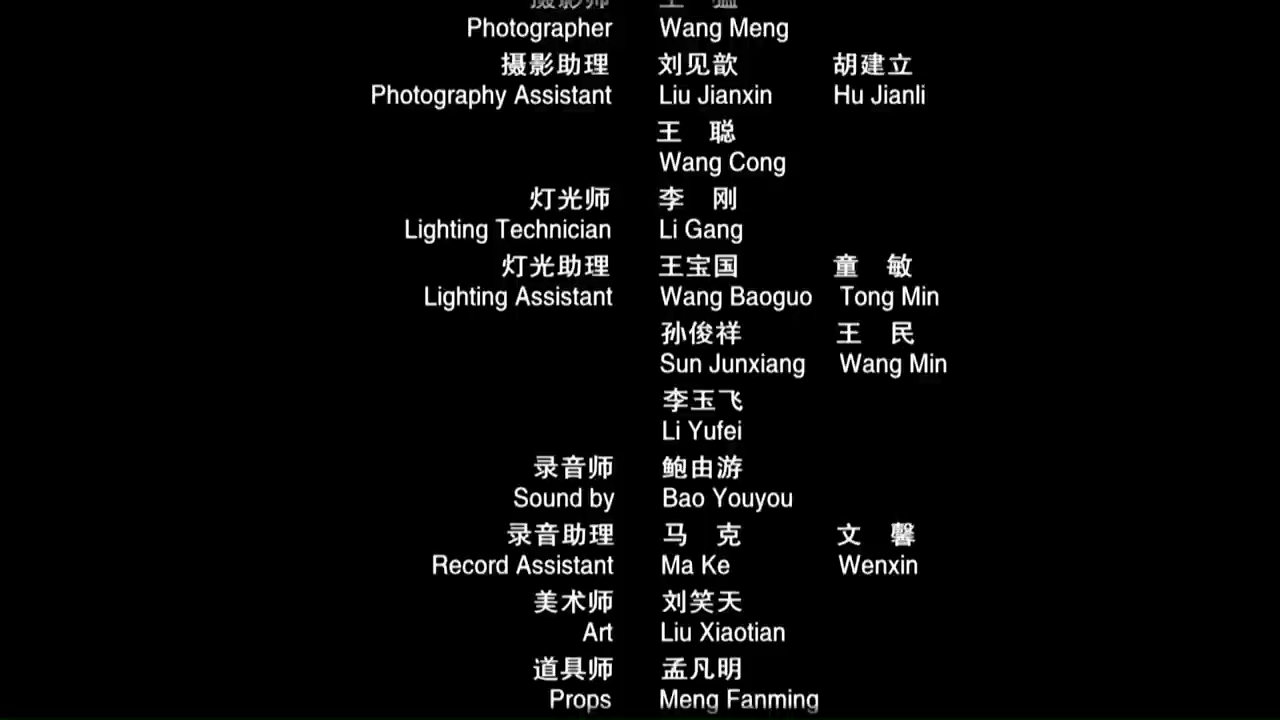 Photographer Wang Meng
摄影助理 刘见歆 胡建立
Photography Assistant Liu Jianxin Hu Jianli
王 聪
Wang Cong
灯光师 李 刚
Lighting Technician Li Gang
灯光助理 王宝国 童 敏
Lighting Assistant Wang Baoguo Tong Min
孙俊祥 王 民
Sun Junxiang Wang Min
李玉飞
Li Yufei
录音师 鲍由游
Sound by Bao Youyou
录音助理 马 克 文 馨
Record Assistant Ma Ke Wenxin
美术师 刘笑天
Art Liu Xiaotian
道具师 孟凡明
Props Meng Fanming